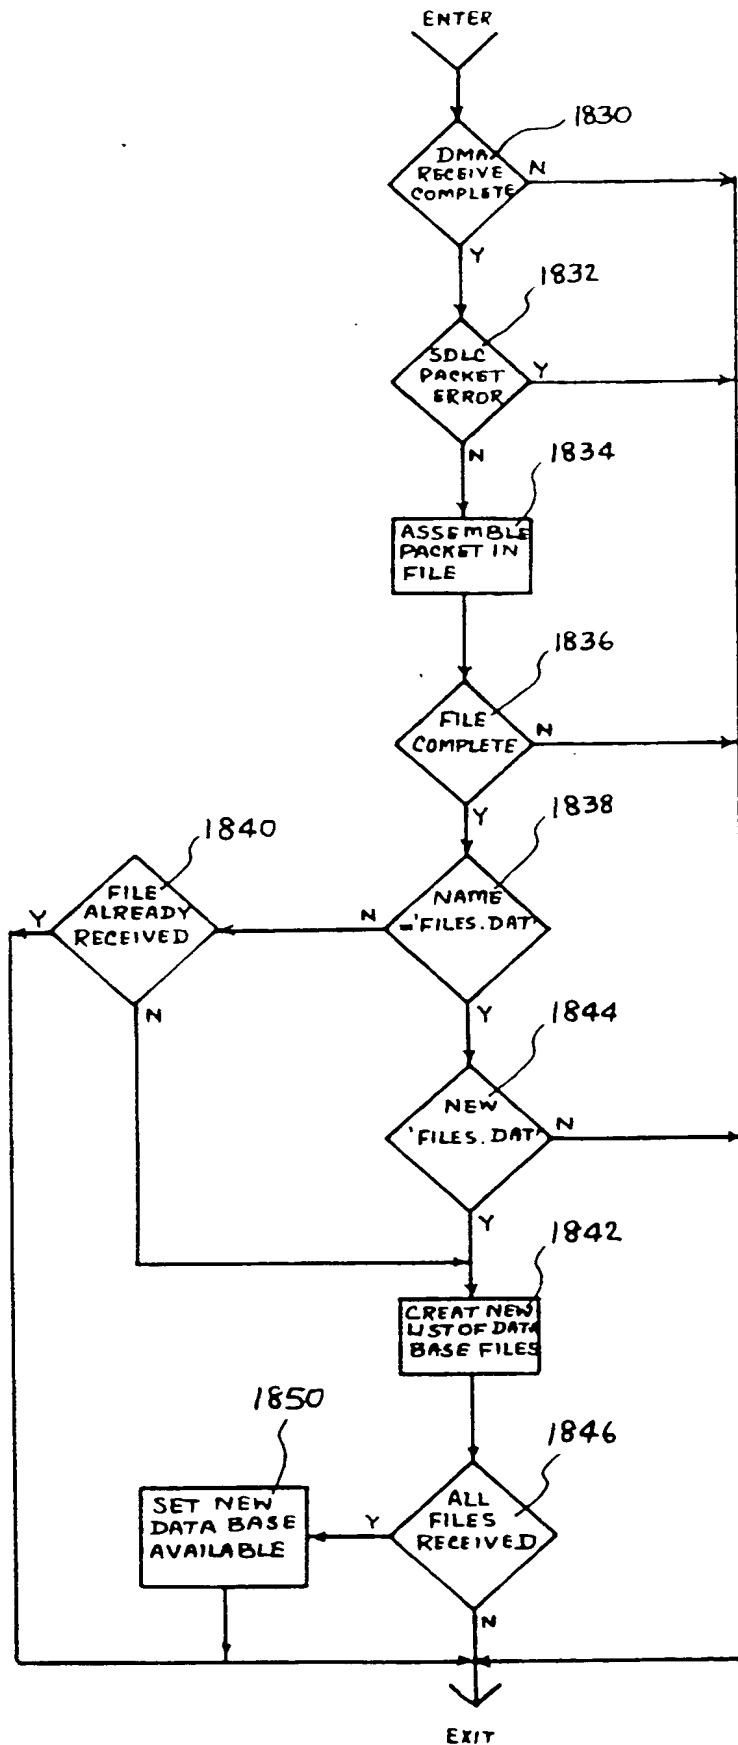 ENTER
1830
DMA
RECEIVE
COMPLETE
N
Y
1832
SDLC
PACKET
ERROR
Y
N
1834
ASSEMBLE
PACKET IN
FILE
1836
FILE
COMPLETE
N
Y
1838
1840
NAME
='FILES.DAT'
N
FILE
ALREADY
RECEIVED
Y
N
Y
1844
NEW
'FILES.DAT'
N
Y
1842
CREAT NEW
LIST OF DATA
BASE FILES
1850
1846
ALL
FILES
RECEIVED
Y
SET NEW
DATA BASE
AVAILABLE
N
EXIT